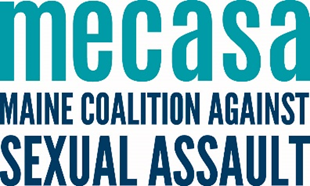 mecasa
MAINE COALITION AGAINST
SEXUAL ASSAULT